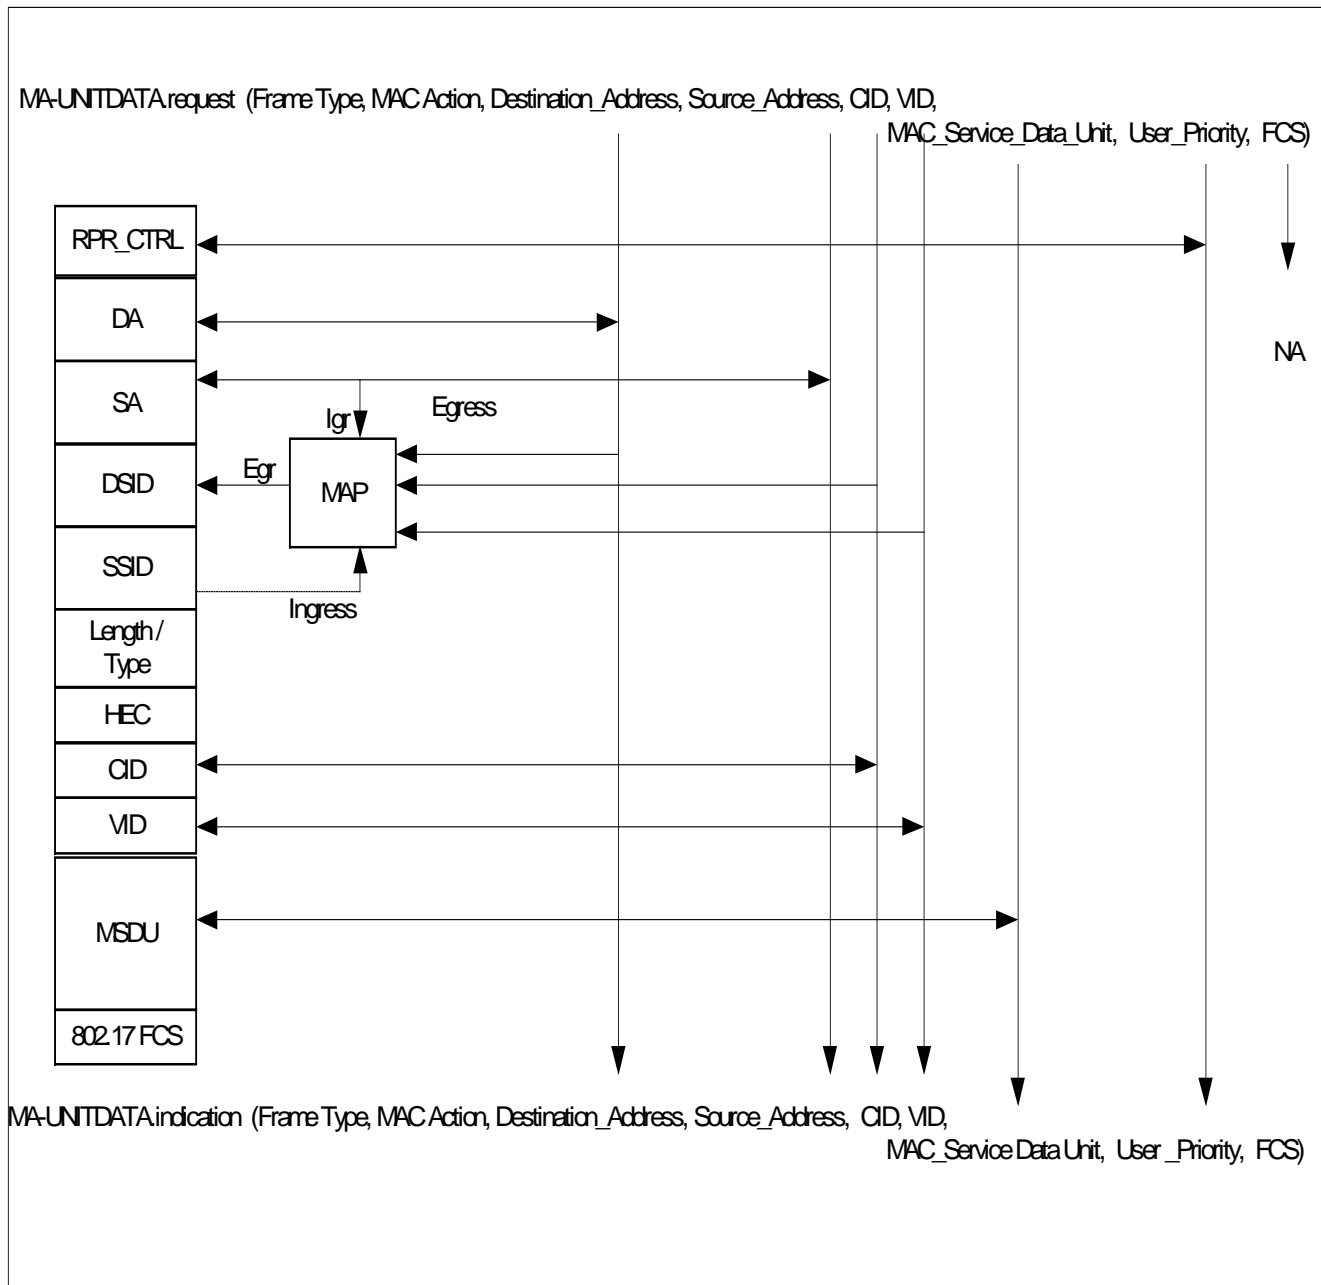 MA-UNITDATA.request (Frame Type, MAC Action, Destination_Address, Source_Address, CID, VID,
MAC_Service_Data_Unit, User_Priority, FCS)
RPR_CTRL
DA
NA
SA
Egress
Igr
Egr
DSID
MAP
SSID
Ingress
Length /
Type
HEC
CID
VID
MSDU
802.17 FCS
MA-UNITDATA.indication (Frame Type, MAC Action, Destination_Address, Source_Address, CID, VID,
MAC_Service Data Unit, User _Priority, FCS)